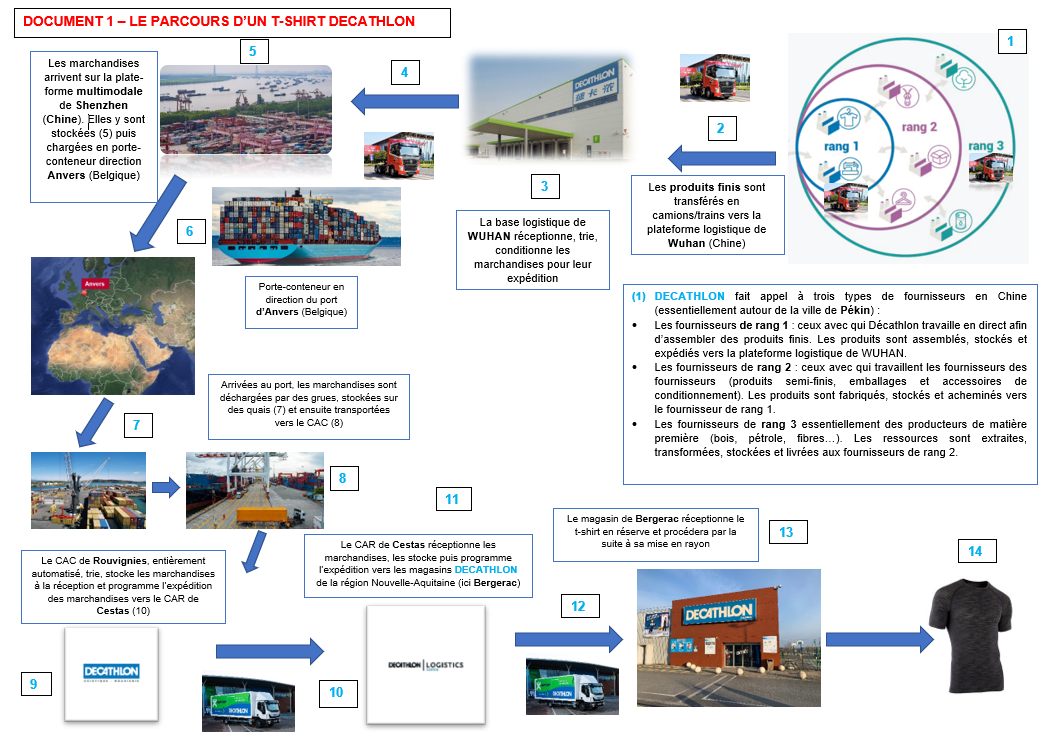 DOCUMENT 1 – LE PARCOURS D'UN T-SHIRT DECATHLON
1
rang 1
rang 2
rang 3
(1) DECATHLON fait appel à trois types de fournisseurs en Chine
(essentiellement autour de la ville de Pékin) :
• Les fournisseurs de rang 1 : ceux avec qui Décathlon travaille en direct afin
d'assembler des produits finis. Les produits sont assemblés, stockés et
expédiés vers la plateforme logistique de WUHAN.
• Les fournisseurs de rang 2 : ceux avec qui travaillent les fournisseurs des
fournisseurs (produits semi-finis, emballages et accessoires de
conditionnement). Les produits sont fabriqués, stockés et acheminés vers
le fournisseur de rang 1.
• Les fournisseurs de rang 3 essentiellement des producteurs de matière
première (bois, pétrole, fibres…). Les ressources sont extraites,
transformées, stockées et livrées aux fournisseurs de rang 2.
2
Les produits finis sont
transférés en
camions/trains vers la
plateforme logistique de
Wuhan (Chine)
DECATHLON
迪卡侬
3
La base logistique de
WUHAN réceptionne, trie,
conditionne les
marchandises pour leur
expédition
4
5
Les marchandises
arrivent sur la plate-
forme multimodale
de Shenzhen
(Chine). Elles y sont
stockées (5) puis
chargées en porte-
conteneur direction
Anvers (Belgique)
6
Porte-conteneur en
direction du port
d'Anvers (Belgique)
Anvers
7
Arrivées au port, les marchandises sont
déchargées par des grues, stockées sur
des quais (7) et ensuite transportées
vers le CAC (8)
8
Le CAC de Rouvignies, entièrement
automatisé, trie, stocke les marchandises
à la réception et programme l'expédition
des marchandises vers le CAR de
Cestas (10)
9
DECATHLON
DECATHLON
10
11
Le CAR de Cestas réceptionne les
marchandises, les stocke puis programme
l'expédition vers les magasins DECATHLON
de la région Nouvelle-Aquitaine (ici Bergerac)
DECATHLON LOGISTICS
12
DECATHLON
Le magasin de Bergerac réceptionne le
t-shirt en réserve et procédera par la
suite à sa mise en rayon
13
DECATHLON
14